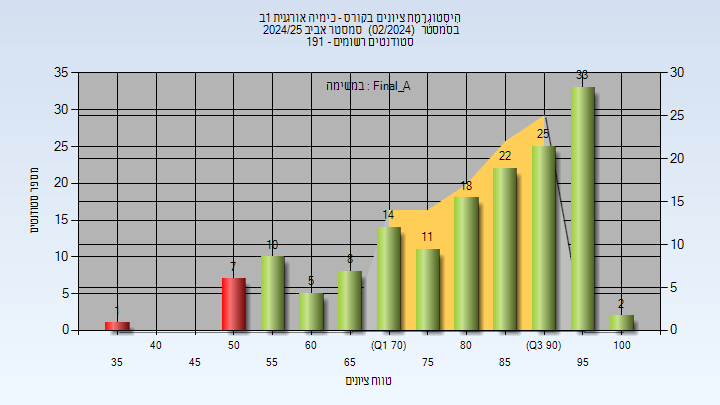 היסטוגרמת ציונים בקורס - כימיה אורגנית 1ב
בסמסטר (02/2024) סמסטר אביב 2024/25
סטודנטים רשומים - 191
במשימה : Final_A
מספר סטודנטים
35 30 25 20 15 10 5 0
30 25 20 15 10 5 0
1 7 10 5 8 14 11 18 22 25 33 2
40 50 60 (Q1 70) 80 (Q3 90) 100
35 45 55 65 75 85 95
טווח ציונים